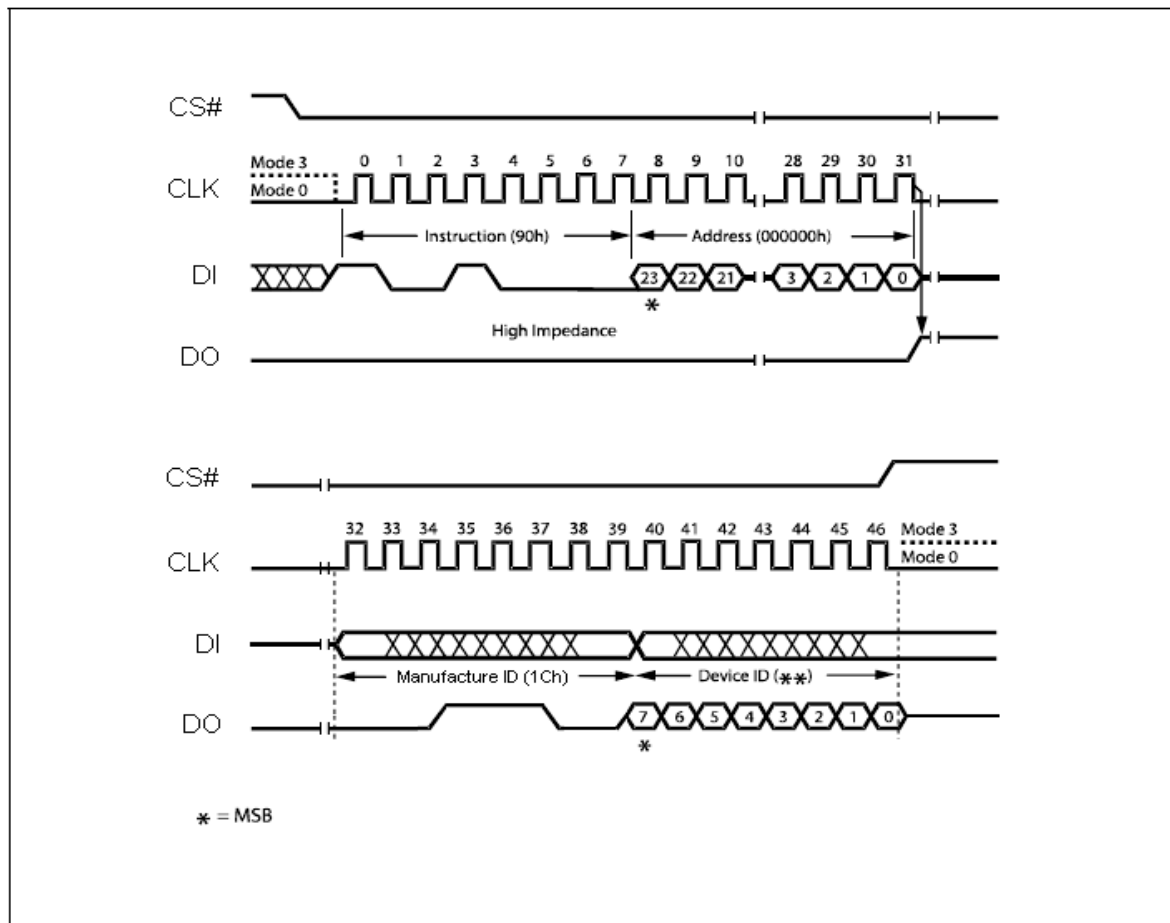 CS#
Mode 3
0 1 2 3 4 5 6 7 8 9 10 28 29 30 31
CLK
Mode 0
Instruction (90h)
Address (000000h)
DI
23 22 21 3 2 1 0
*
High Impedance
DO
CS#
32 33 34 35 36 37 38 39 40 41 42 43 44 45 46
Mode 3
CLK
Mode 0
DI
Manufacture ID (1Ch)
Device ID (**)
DO
7 6 5 4 3 2 1 0
*
* = MSB